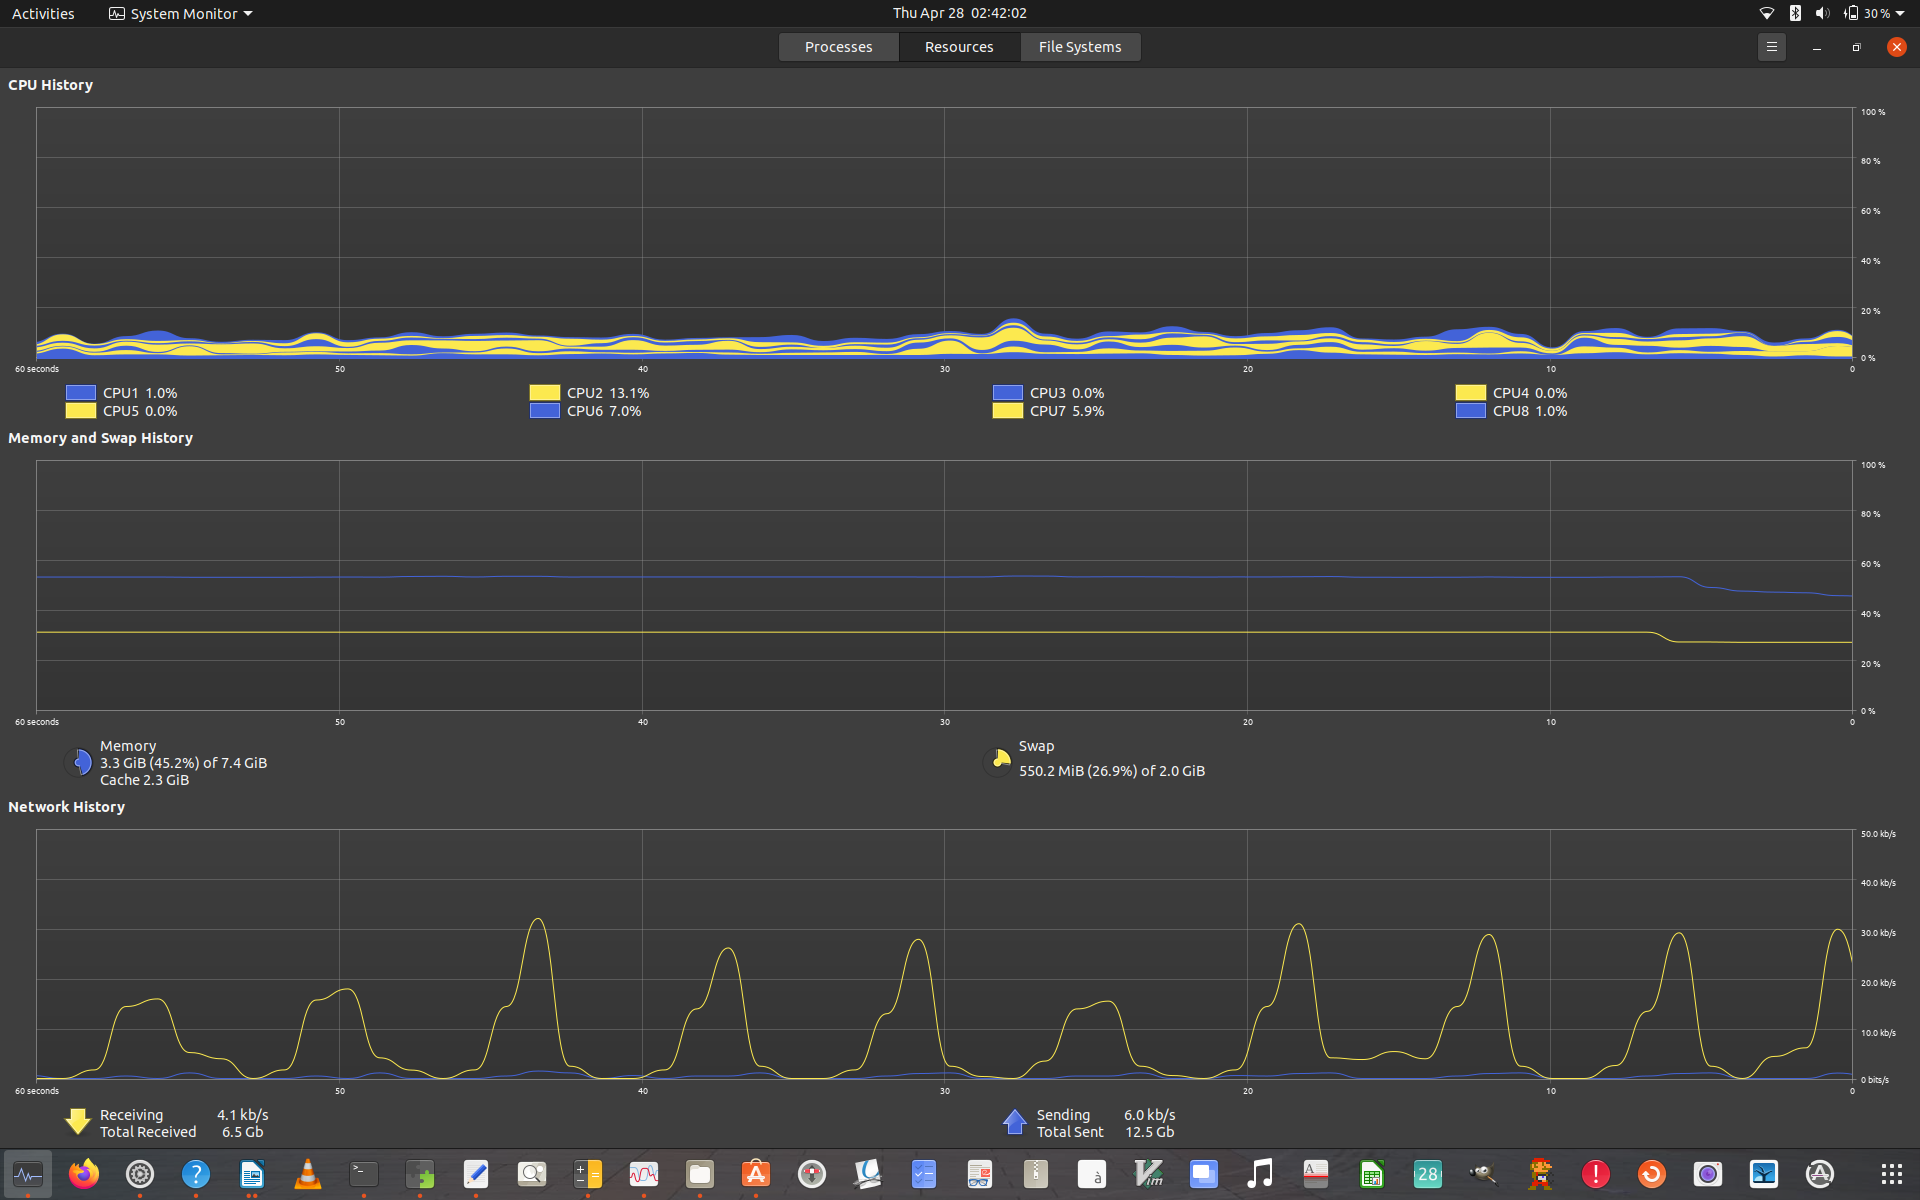 Activities
System Monitor
Thu Apr 28 02:42:02
30 %
Processes
Resources
File Systems
CPU History
100 %
80 %
60 %
40 %
20 %
0 %
60 seconds 50 40 30 20 10 0
CPU1 1.0% CPU2 13.1% CPU3 0.0% CPU4 0.0%
CPU5 0.0% CPU6 7.0% CPU7 5.9% CPU8 1.0%
Memory and Swap History
100 %
80 %
60 %
40 %
20 %
0 %
60 seconds 50 40 30 20 10 0
Memory
3.3 GiB (45.2%) of 7.4 GiB
Cache 2.3 GiB
Swap
550.2 MiB (26.9%) of 2.0 GiB
Network History
50.0 kb/s
40.0 kb/s
30.0 kb/s
20.0 kb/s
10.0 kb/s
0 bits/s
60 seconds 50 40 30 20 10 0
Receiving 4.1 kb/s
Total Received 6.5 Gb
Sending 6.0 kb/s
Total Sent 12.5 Gb
? >_ A à Vim A 28 !